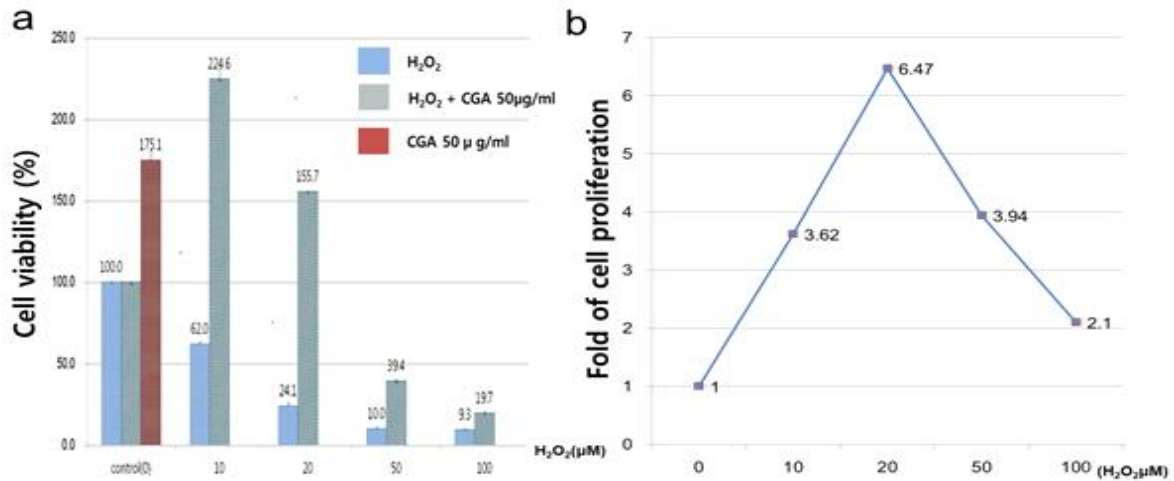 a
250.0
200.0
150.0
100.0
50.0
0.0
Cell viability (%)
H₂O₂
H₂O₂ + CGA 50µg/ml
CGA 50 µ g/ml
100.0
175.1
62.0
224.6
24.1
155.7
10.0
39.4
9.3
19.7
control(0) 10 20 50 100
H₂O₂(µM)
b
7
6
5
4
3
2
1
0
Fold of cell proliferation
1
3.62
6.47
3.94
2.1
0 10 20 50 100 (H₂O₂µM)